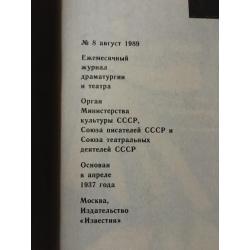 № 8 август 1989
Ежемесячный
журнал
драматургии
и театра
Орган
Министерства
культуры СССР,
Союза писателей СССР и
Союза театральных
деятелей СССР
Основан
в апреле
1937 года
Москва,
Издательство
«Известия»